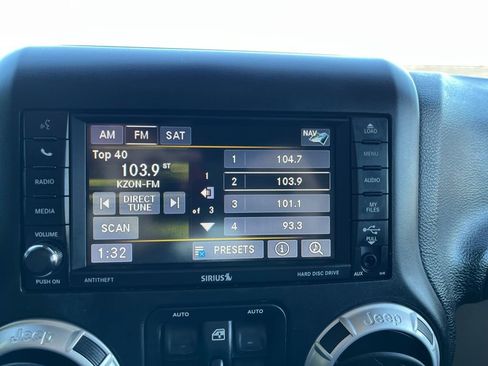 AM FM SAT NAV
Top 40
103.9 ST
KZON-FM
DIRECT
TUNE
SCAN
1:32
1
of 3
1 104.7
2 103.9
3 101.1
4 93.3
PRESETS
RADIO
MEDIA
VOLUME
PUSH ON
LOAD
MENU
AUDIO
MY
FILES
PULL
AUX
ANTITHEFT
SIRIUS
HARD DISC DRIVE
AUTO AUTO
Jeep Jeep